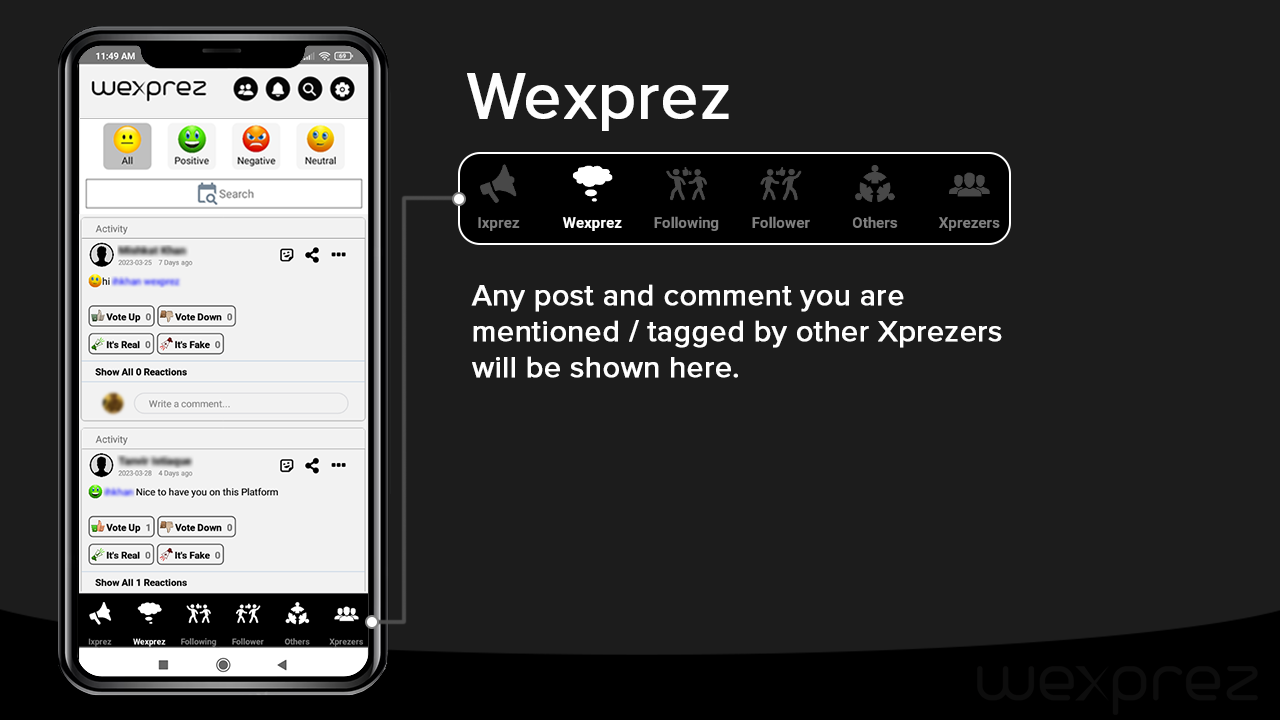 11:49 AM
69
wexprez
All
Positive
Negative
Neutral
Search
Activity
2023-03-25 7 Days ago
hi
Vote Up 0
Vote Down 0
It's Real 0
It's Fake 0
Show All 0 Reactions
Write a comment...
Activity
2023-03-28 4 Days ago
Nice to have you on this Platform
Vote Up 1
Vote Down 0
It's Real 0
It's Fake 0
Show All 1 Reactions
Ixprez
Wexprez
Following
Follower
Others
Xprezers
Wexprez
Ixprez
Wexprez
Following
Follower
Others
Xprezers
Any post and comment you are
mentioned / tagged by other Xprezers
will be shown here.
wexprez